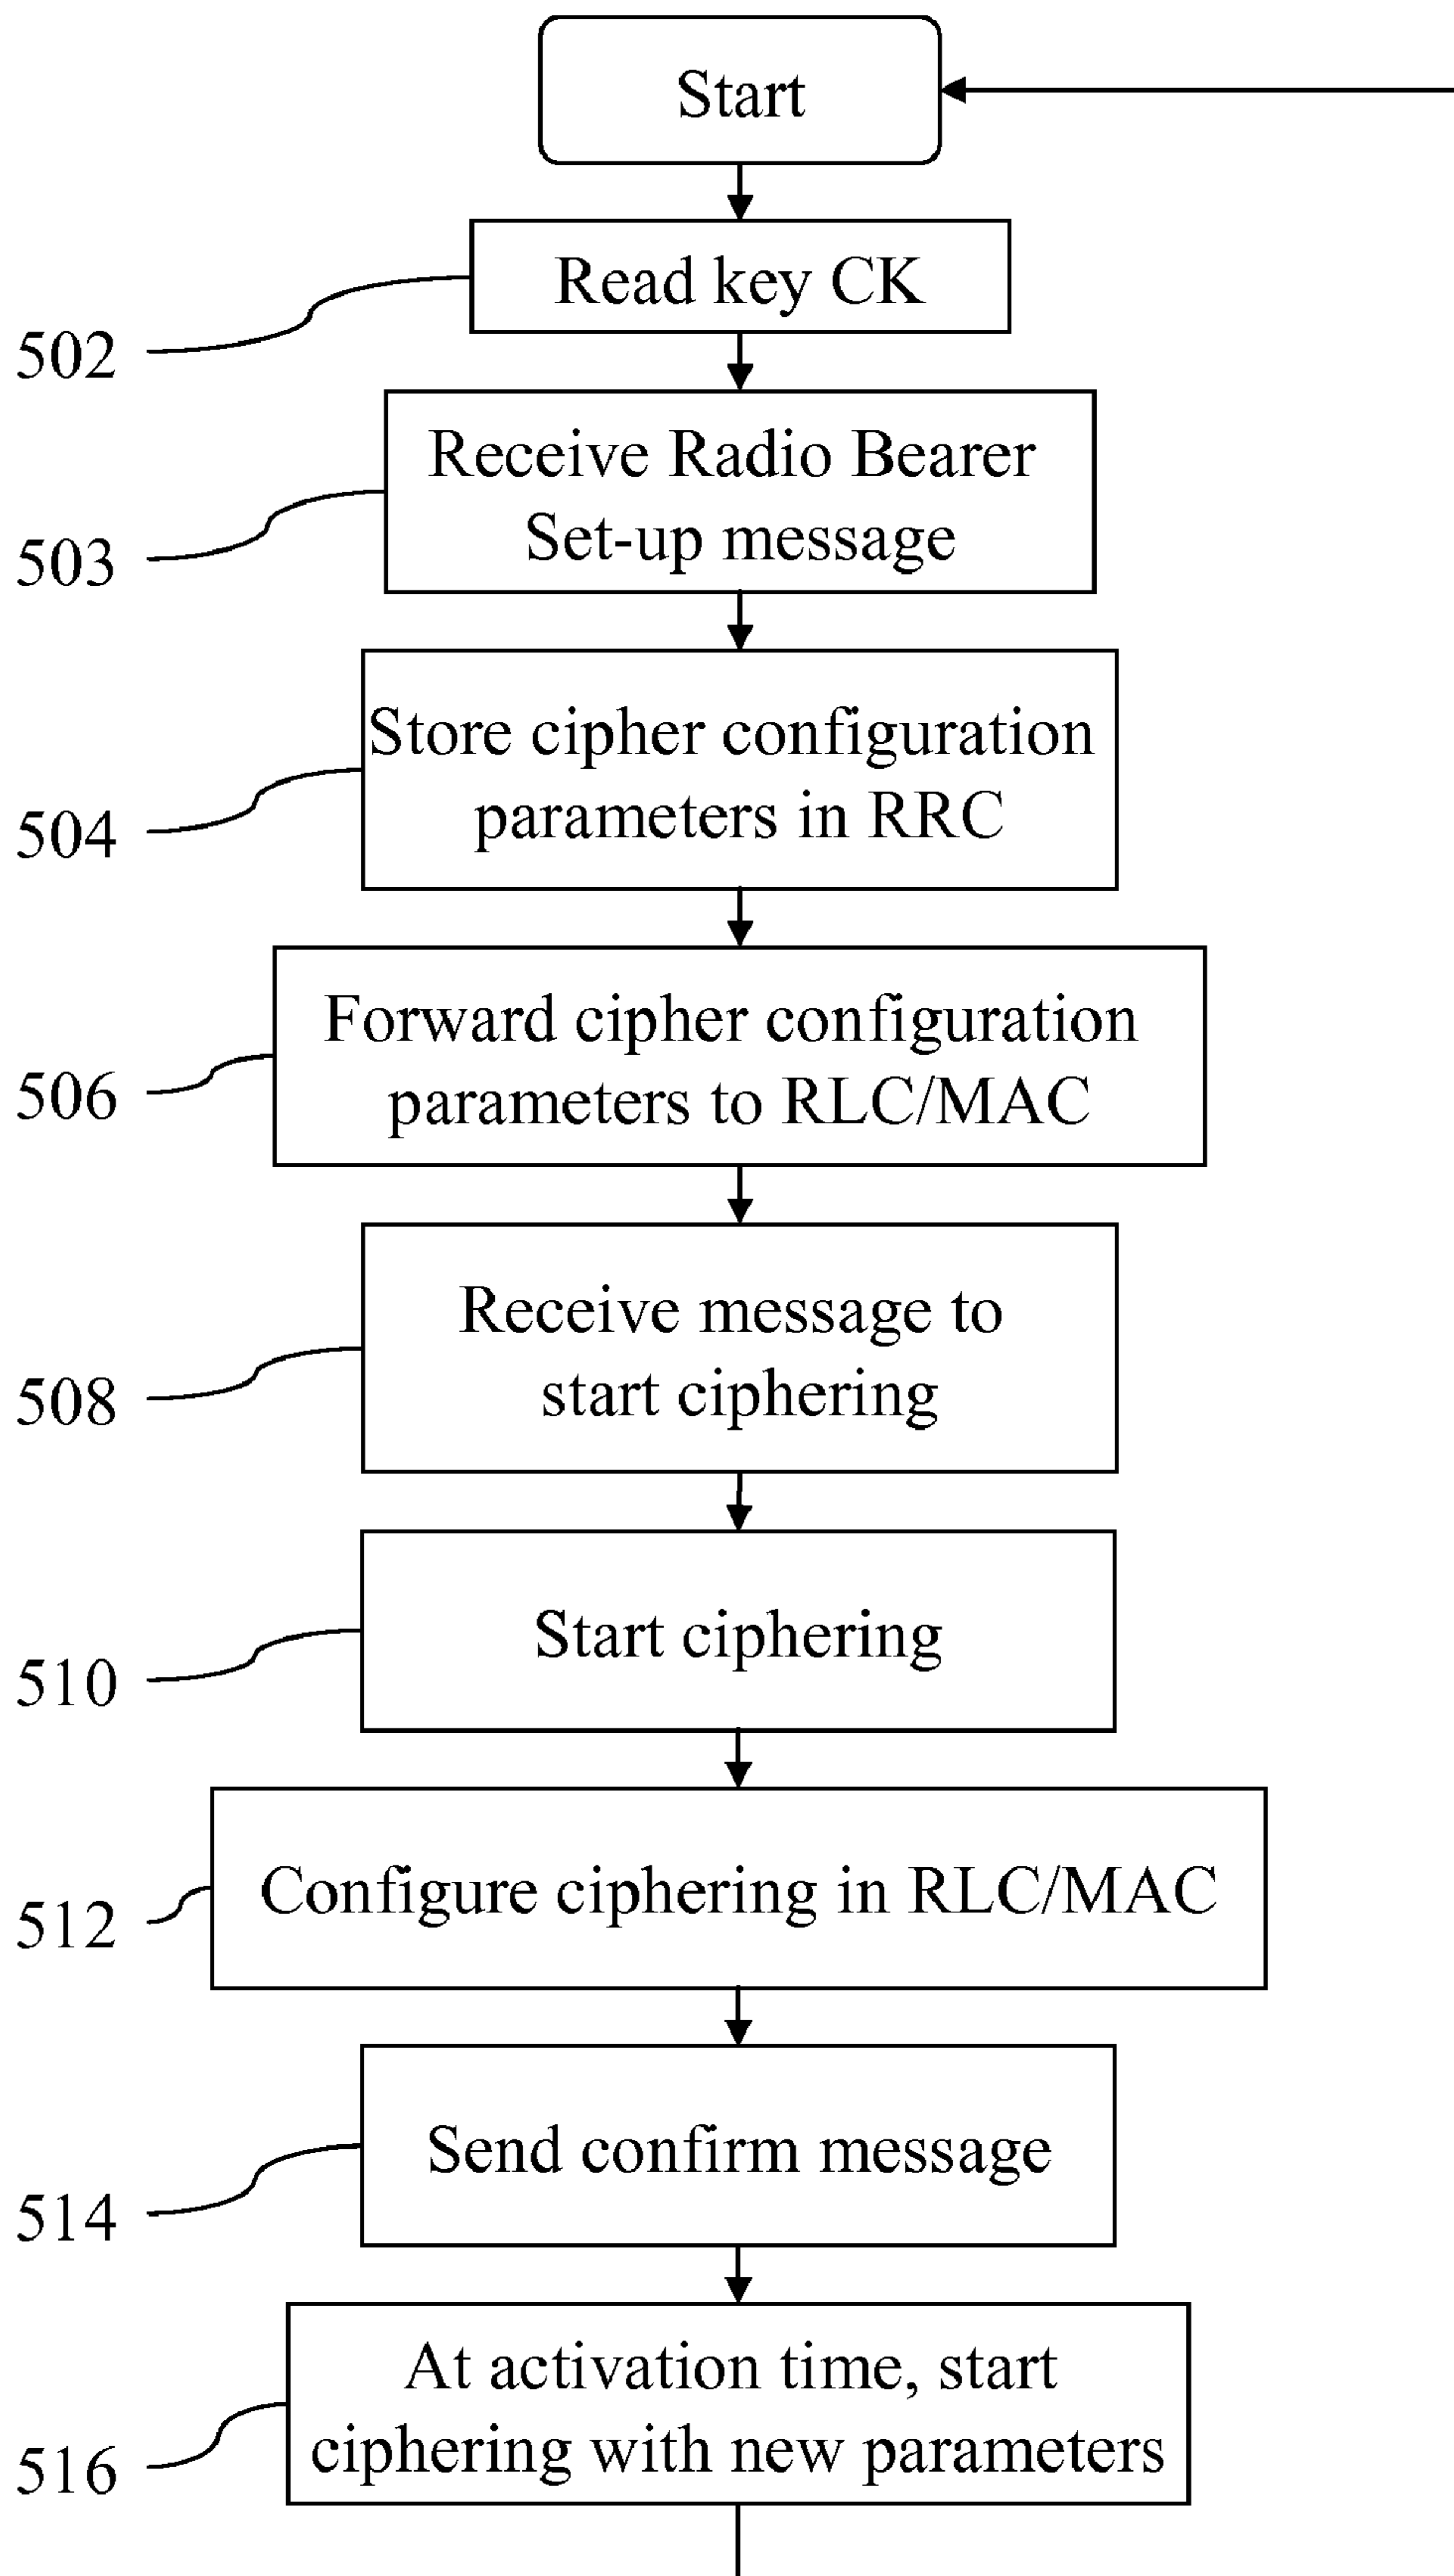 Start
Read key CK
502
Receive Radio Bearer
Set-up message
503
Store cipher configuration
parameters in RRC
504
Forward cipher configuration
parameters to RLC/MAC
506
Receive message to
start ciphering
508
Start ciphering
510
Configure ciphering in RLC/MAC
512
Send confirm message
514
At activation time, start
ciphering with new parameters
516